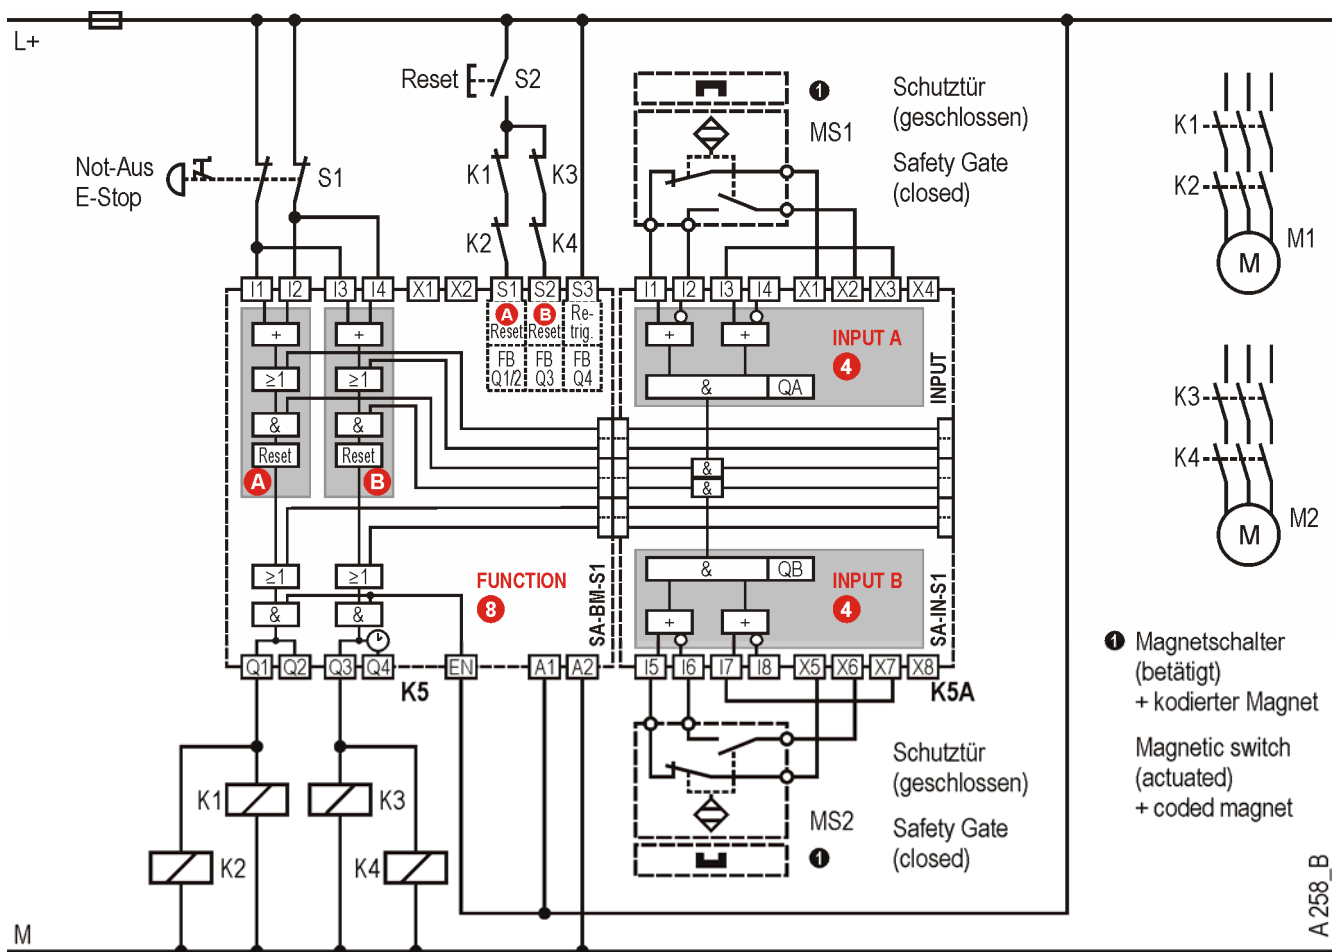 L+
Reset
S2
Not-Aus
E-Stop
S1
K1
K3
K2
K4
MS1
❶
Schutztür
(geschlossen)
Safety Gate
(closed)
K1
K2
M1
M
K3
K4
M2
M
I1 I2 I3 I4 X1 X2 S1 S2 S3
I1 I2 I3 I4 X1 X2 X3 X4
+ +
A B
Reset Reset
Re-
trig.
FB
Q1/2
FB
Q3
FB
Q4
≥1 ≥1
& &
Reset Reset
A B
+ +
INPUT A
4
& QA
INPUT
&
&
≥1 ≥1
& &
FUNCTION
8
SA-BM-S1
& QB
INPUT B
4
+ +
SA-IN-S1
Q1 Q2 Q3 Q4 EN A1 A2
K5
I5 I6 I7 I8 X5 X6 X7 X8
K5A
K1
K3
K2
K4
MS2
❶
Schutztür
(geschlossen)
Safety Gate
(closed)
❶ Magnetschalter
(betätigt)
+ kodierter Magnet
Magnetic switch
(actuated)
+ coded magnet
M
A 258_B